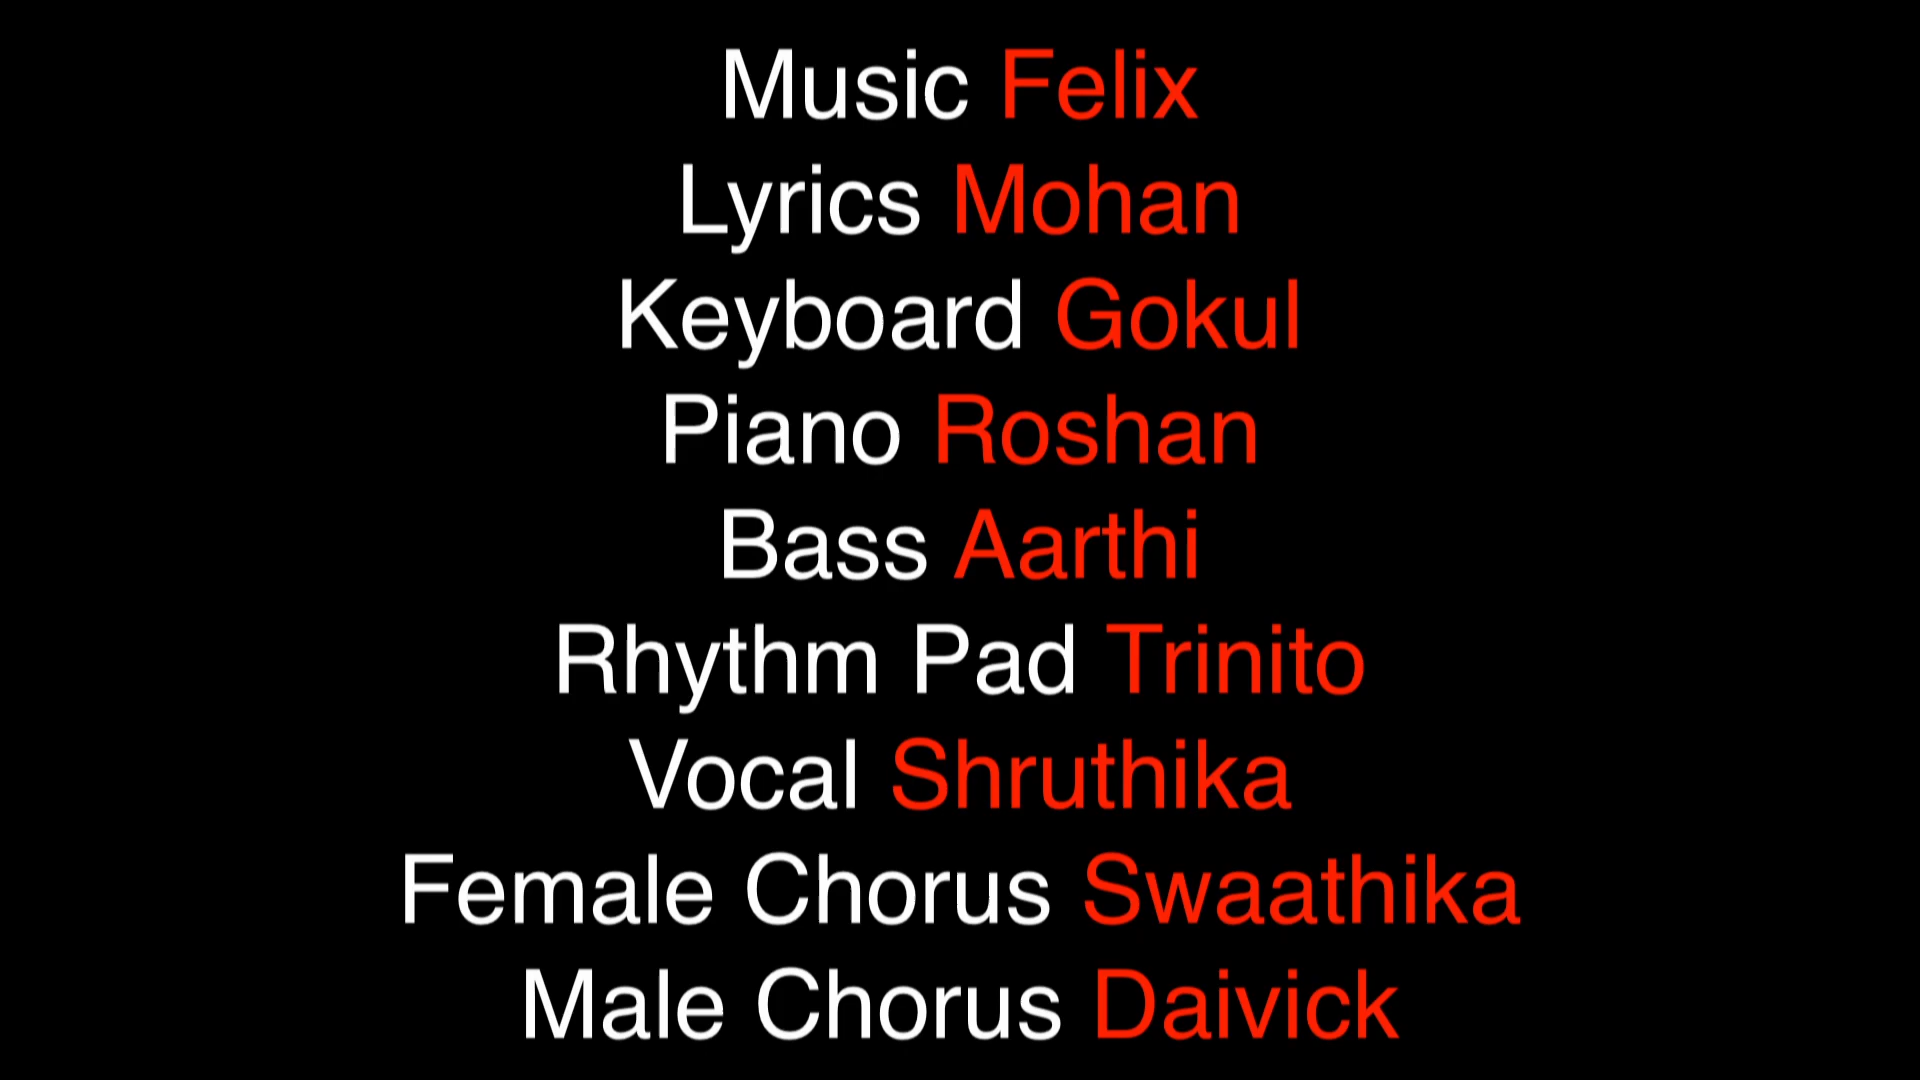 Music Felix
Lyrics Mohan
Keyboard Gokul
Piano Roshan
Bass Aarthi
Rhythm Pad Trinito
Vocal Shruthika
Female Chorus Swaathika
Male Chorus Daivick